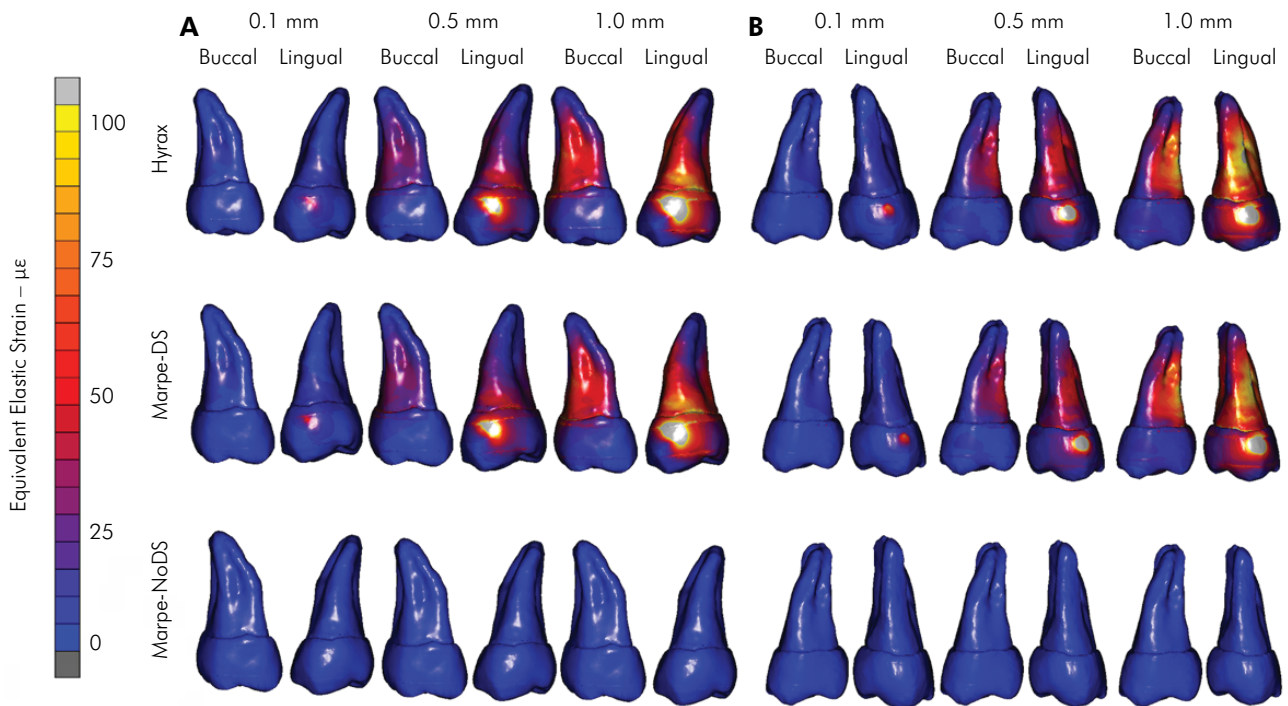 A 0.1 mm 0.5 mm 1.0 mm B 0.1 mm 0.5 mm 1.0 mm
Buccal Lingual Buccal Lingual Buccal Lingual Buccal Lingual Buccal Lingual Buccal Lingual
Equivalent Elastic Strain – με
100
75
50
25
0
Hyrax
Marpe-DS
Marpe-NoDS